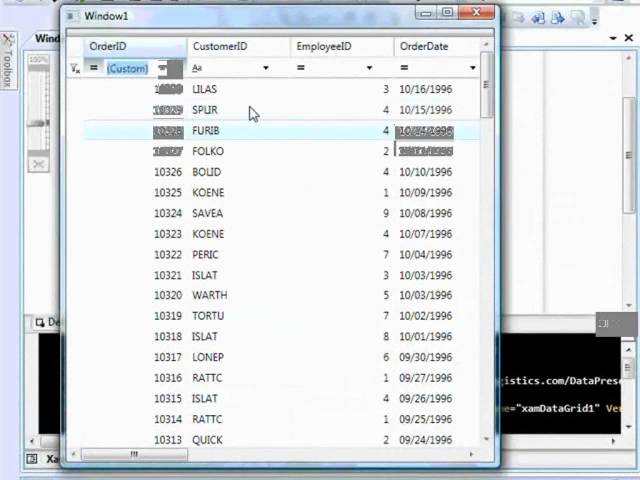 Window1
Wind
Toolbox
100%
OrderID CustomerID EmployeeID OrderDate
= (Custom) = Aa = =
LILAS 3 10/16/1996
SPLIR 4 10/15/1996
FURIB 4
FOLKO 2
10326 BOLID 4 10/10/1996
10325 KOENE 1 10/09/1996
10324 SAVEA 9 10/08/1996
10323 KOENE 4 10/07/1996
10322 PERIC 7 10/04/1996
10321 ISLAT 3 10/03/1996
10320 WARTH 5 10/03/1996
10319 TORTU 7 10/02/1996
10318 ISLAT 8 10/01/1996
10317 LONEP 6 09/30/1996
10316 RATTC 1 09/27/1996
10315 ISLAT 4 09/26/1996
10314 RATTC 1 09/25/1996
10313 QUICK 2 09/24/1996
De
gistics.com/DataPrese
e="xamDataGrid1" Ver
Xa